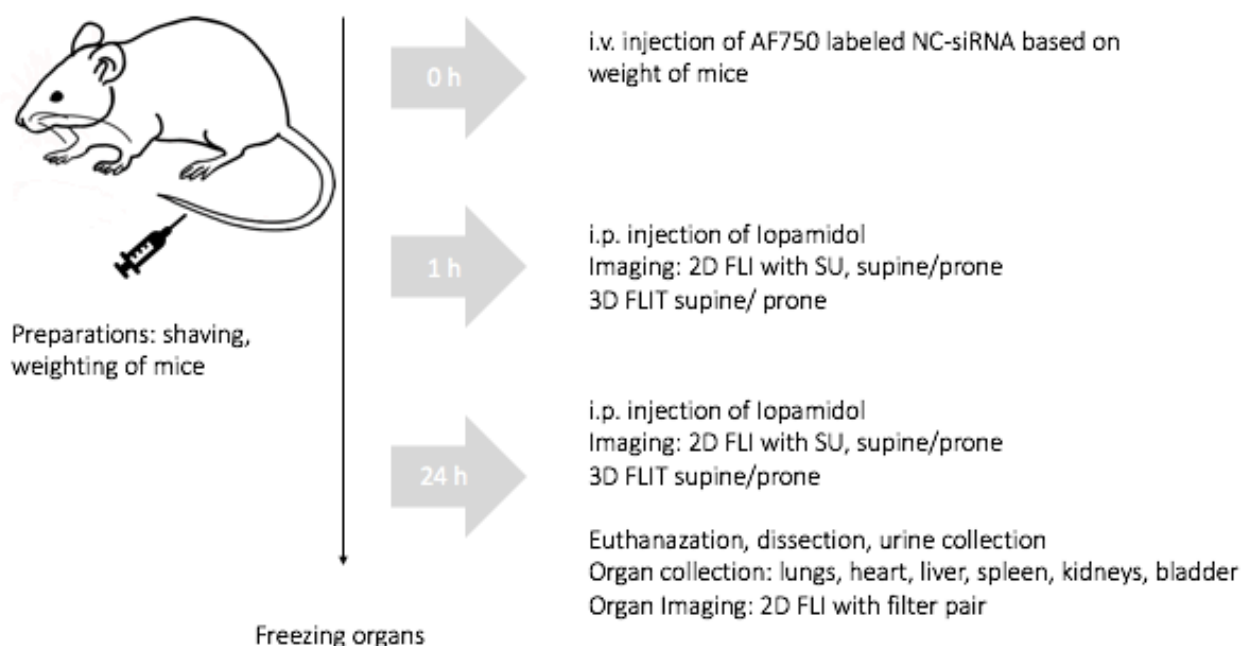 0 h
i.v. injection of AF750 labeled NC-siRNA based on
weight of mice
1 h
i.p. injection of Iopamidol
Imaging: 2D FLI with SU, supine/prone
3D FLIT supine/ prone
Preparations: shaving,
weighting of mice
24 h
i.p. injection of Iopamidol
Imaging: 2D FLI with SU, supine/prone
3D FLIT supine/prone
Euthanazation, dissection, urine collection
Organ collection: lungs, heart, liver, spleen, kidneys, bladder
Organ Imaging: 2D FLI with filter pair
Freezing organs